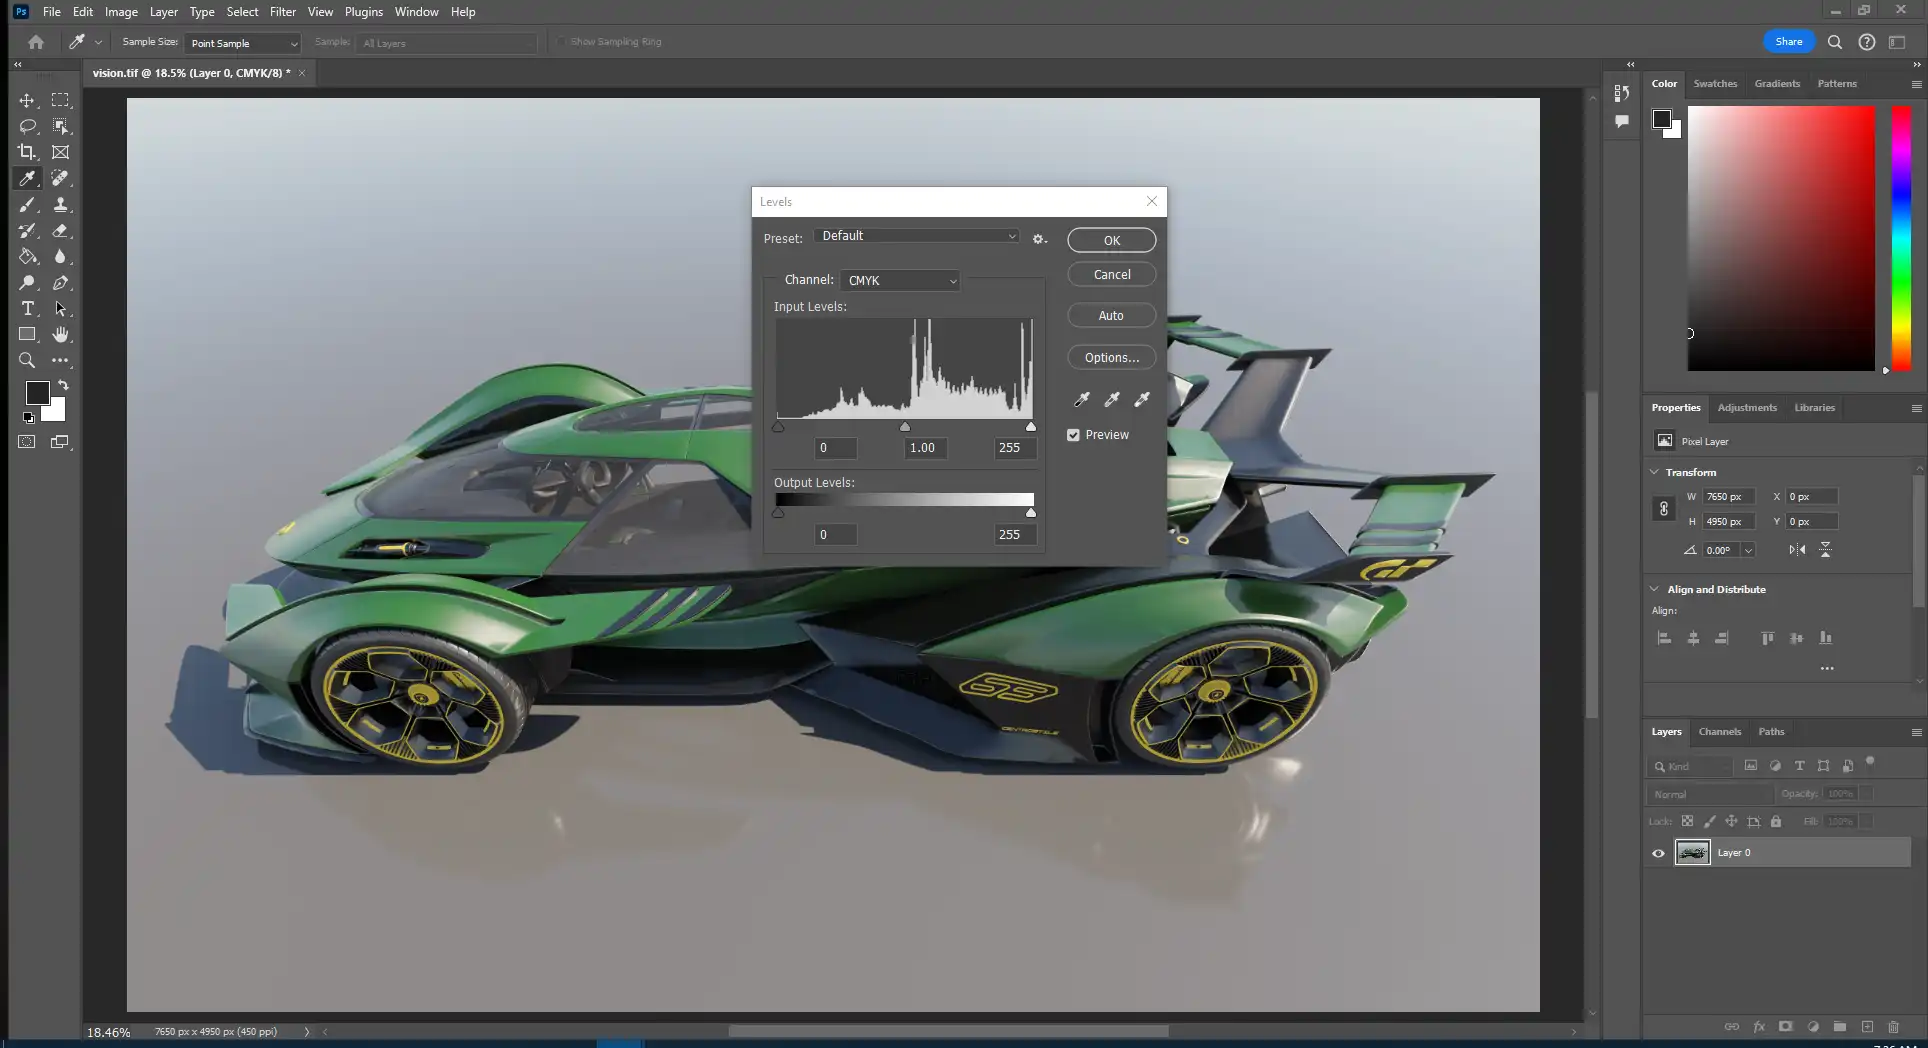 Ps File Edit Image Layer Type Select Filter View Plugins Window Help
Sample Size: Point Sample Sample: All Layers Show Sampling Ring Share
vision.tif @ 18.5% (Layer 0, CMYK/8) *
Color Swatches Gradients Patterns
Levels
Preset: Default
OK
Channel: CMYK
Cancel
Input Levels:
Auto
Options...
Preview
0 1.00 255
Output Levels:
0 255
Properties Adjustments Libraries
Pixel Layer
Transform
W 7650 px X 0 px
H 4950 px Y 0 px
0.00°
Align and Distribute
Align:
63
Layers Channels Paths
Kind
Normal Opacity: 100%
Lock: Fill: 100%
Layer 0
18.46% 7650 px x 4950 px (450 ppi)